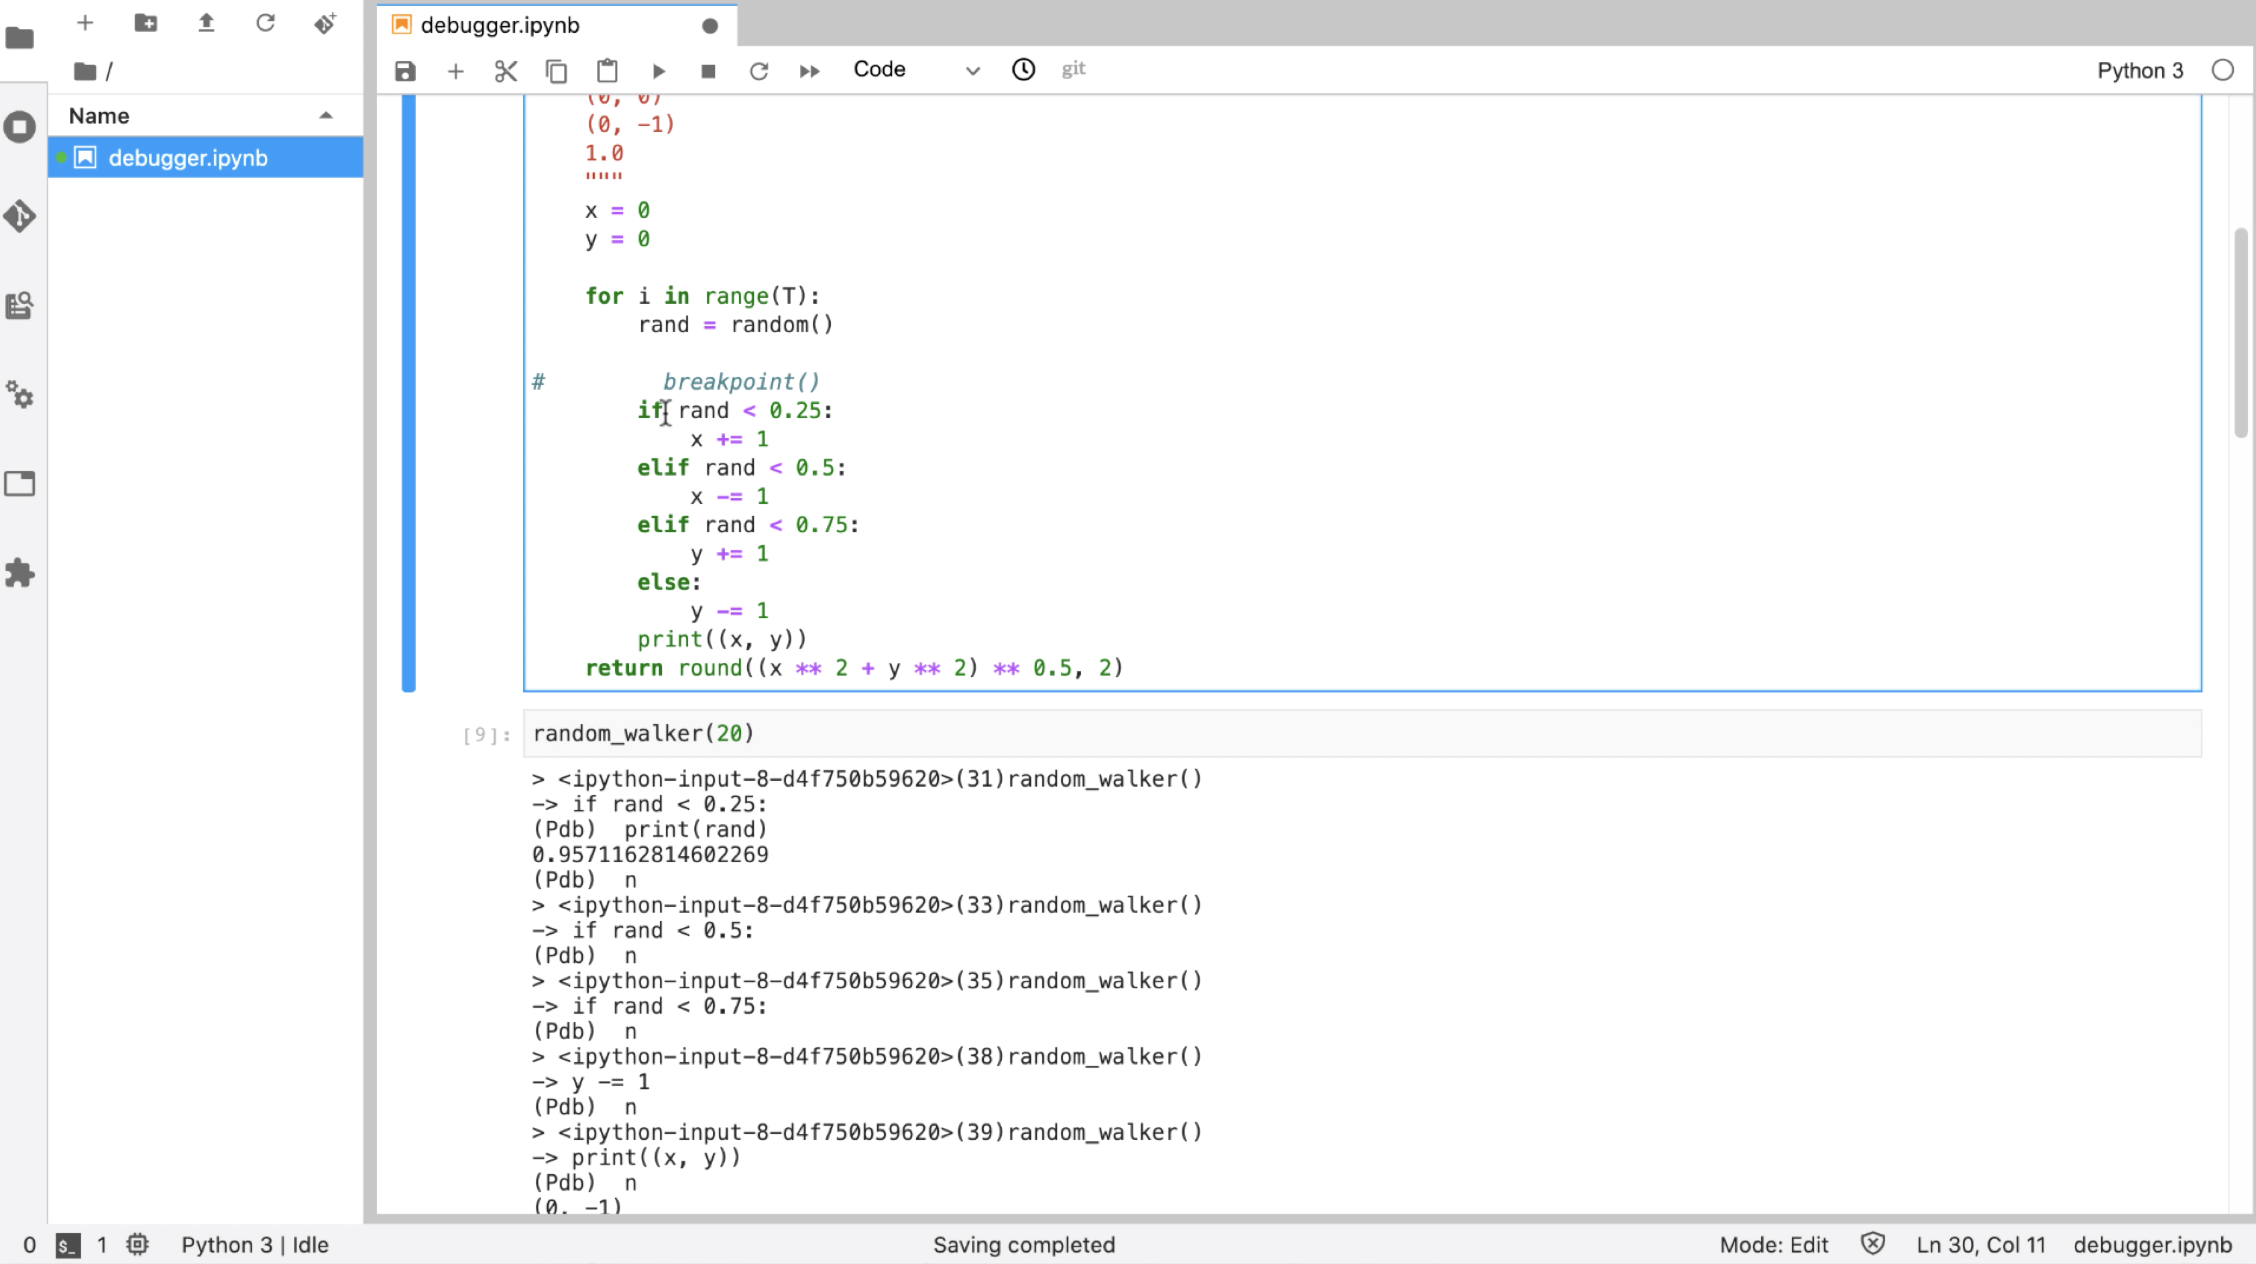 /
Name
debugger.ipynb
debugger.ipynb
Code
git
Python 3
(0, 0)
(0, -1)
1.0
"""
x = 0
y = 0
for i in range(T):
rand = random()
#         breakpoint()
if rand < 0.25:
x += 1
elif rand < 0.5:
x -= 1
elif rand < 0.75:
y += 1
else:
y -= 1
print((x, y))
return round((x ** 2 + y ** 2) ** 0.5, 2)
[9]: random_walker(20)
> <ipython-input-8-d4f750b59620>(31)random_walker()
-> if rand < 0.25:
(Pdb)  print(rand)
0.9571162814602269
(Pdb)  n
> <ipython-input-8-d4f750b59620>(33)random_walker()
-> if rand < 0.5:
(Pdb)  n
> <ipython-input-8-d4f750b59620>(35)random_walker()
-> if rand < 0.75:
(Pdb)  n
> <ipython-input-8-d4f750b59620>(38)random_walker()
-> y -= 1
(Pdb)  n
> <ipython-input-8-d4f750b59620>(39)random_walker()
-> print((x, y))
(Pdb)  n
(0, -1)
0 $_ 1 Python 3 | Idle Saving completed Mode: Edit Ln 30, Col 11 debugger.ipynb